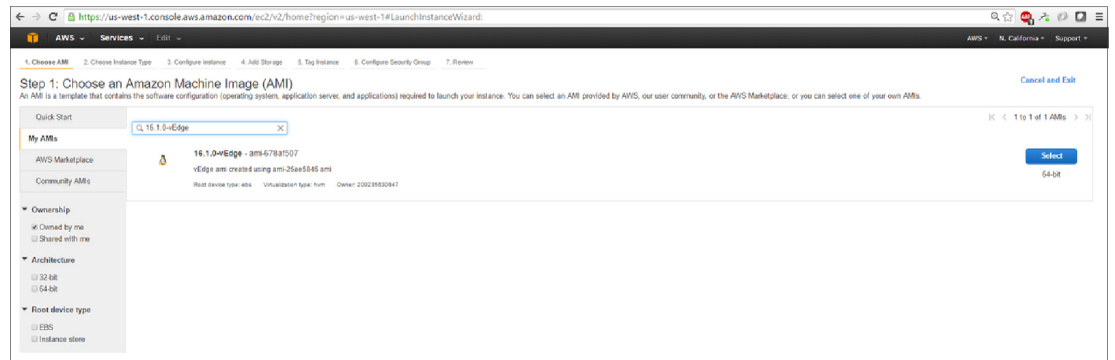 https://us-west-1.console.aws.amazon.com/ec2/v2/home?region=us-west-1#LaunchInstanceWizard:
AWS Services Edit AWS N. California Support
1. Choose AMI 2. Choose Instance Type 3. Configure Instance 4. Add Storage 5. Tag Instance 6. Configure Security Group 7. Review
Step 1: Choose an Amazon Machine Image (AMI)
Cancel and Exit
An AMI is a template that contains the software configuration (operating system, application server, and applications) required to launch your instance. You can select an AMI provided by AWS, our user community, or the AWS Marketplace; or you can select one of your own AMIs.
Quick Start
My AMIs
AWS Marketplace
Community AMIs
Ownership
Owned by me
Shared with me
Architecture
32-bit
64-bit
Root device type
EBS
Instance store
16.1.0-vEdge
1 to 1 of 1 AMIs
16.1.0-vEdge - ami-678af507
vEdge ami created using ami-25ae5845 ami
Root device type: ebs Virtualization type: hvm Owner:
Select
64-bit